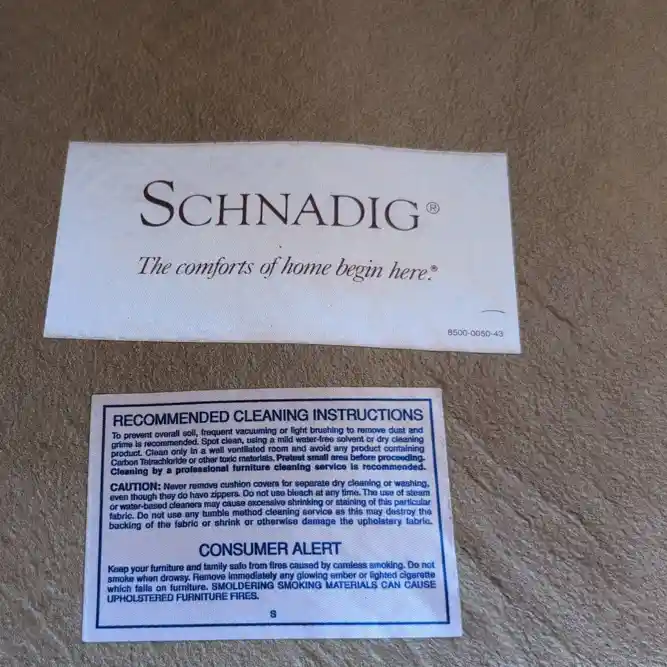 SCHNADIG®
The comforts of home begin here.®
8500-0050-43
RECOMMENDED CLEANING INSTRUCTIONS
To prevent overall soil, frequent vacuuming or light brushing to remove dust and
grime is recommended. Spot clean, using a mild water-free solvent or dry cleaning
product. Clean only in a well ventilated room and avoid any product containing
Carbon Tetrachloride or other toxic materials. Pretest small area before proceeding.
Cleaning by a professional furniture cleaning service is recommended.
CAUTION: Never remove cushion covers for separate dry cleaning or washing,
even though they do have zippers. Do not use bleach at any time. The use of steam
or water-based cleaners may cause excessive shrinking or staining of this particular
fabric. Do not use any tumble method cleaning service as this may destroy the
backing of the fabric or shrink or otherwise damage the upholstery fabric.
CONSUMER ALERT
Keep your furniture and family safe from fires caused by careless smoking. Do not
smoke when drowsy. Remove immediately any glowing ember or lighted cigarette
which falls on furniture. SMOLDERING SMOKING MATERIALS CAN CAUSE
UPHOLSTERED FURNITURE FIRES.
S